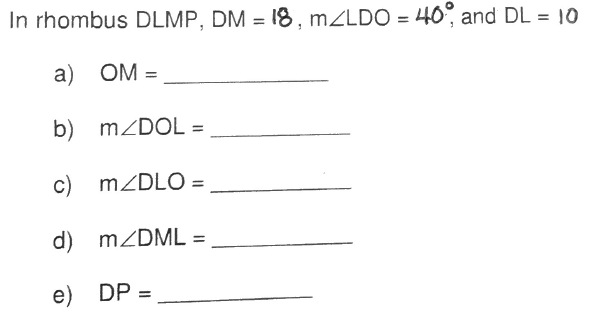 In rhombus DLMP, DM = 18, m∠LDO = 40°, and DL = 10
a) OM = ____________
b) m∠DOL = ____________
c) m∠DLO = ____________
d) m∠DML = ____________
e) DP = ____________